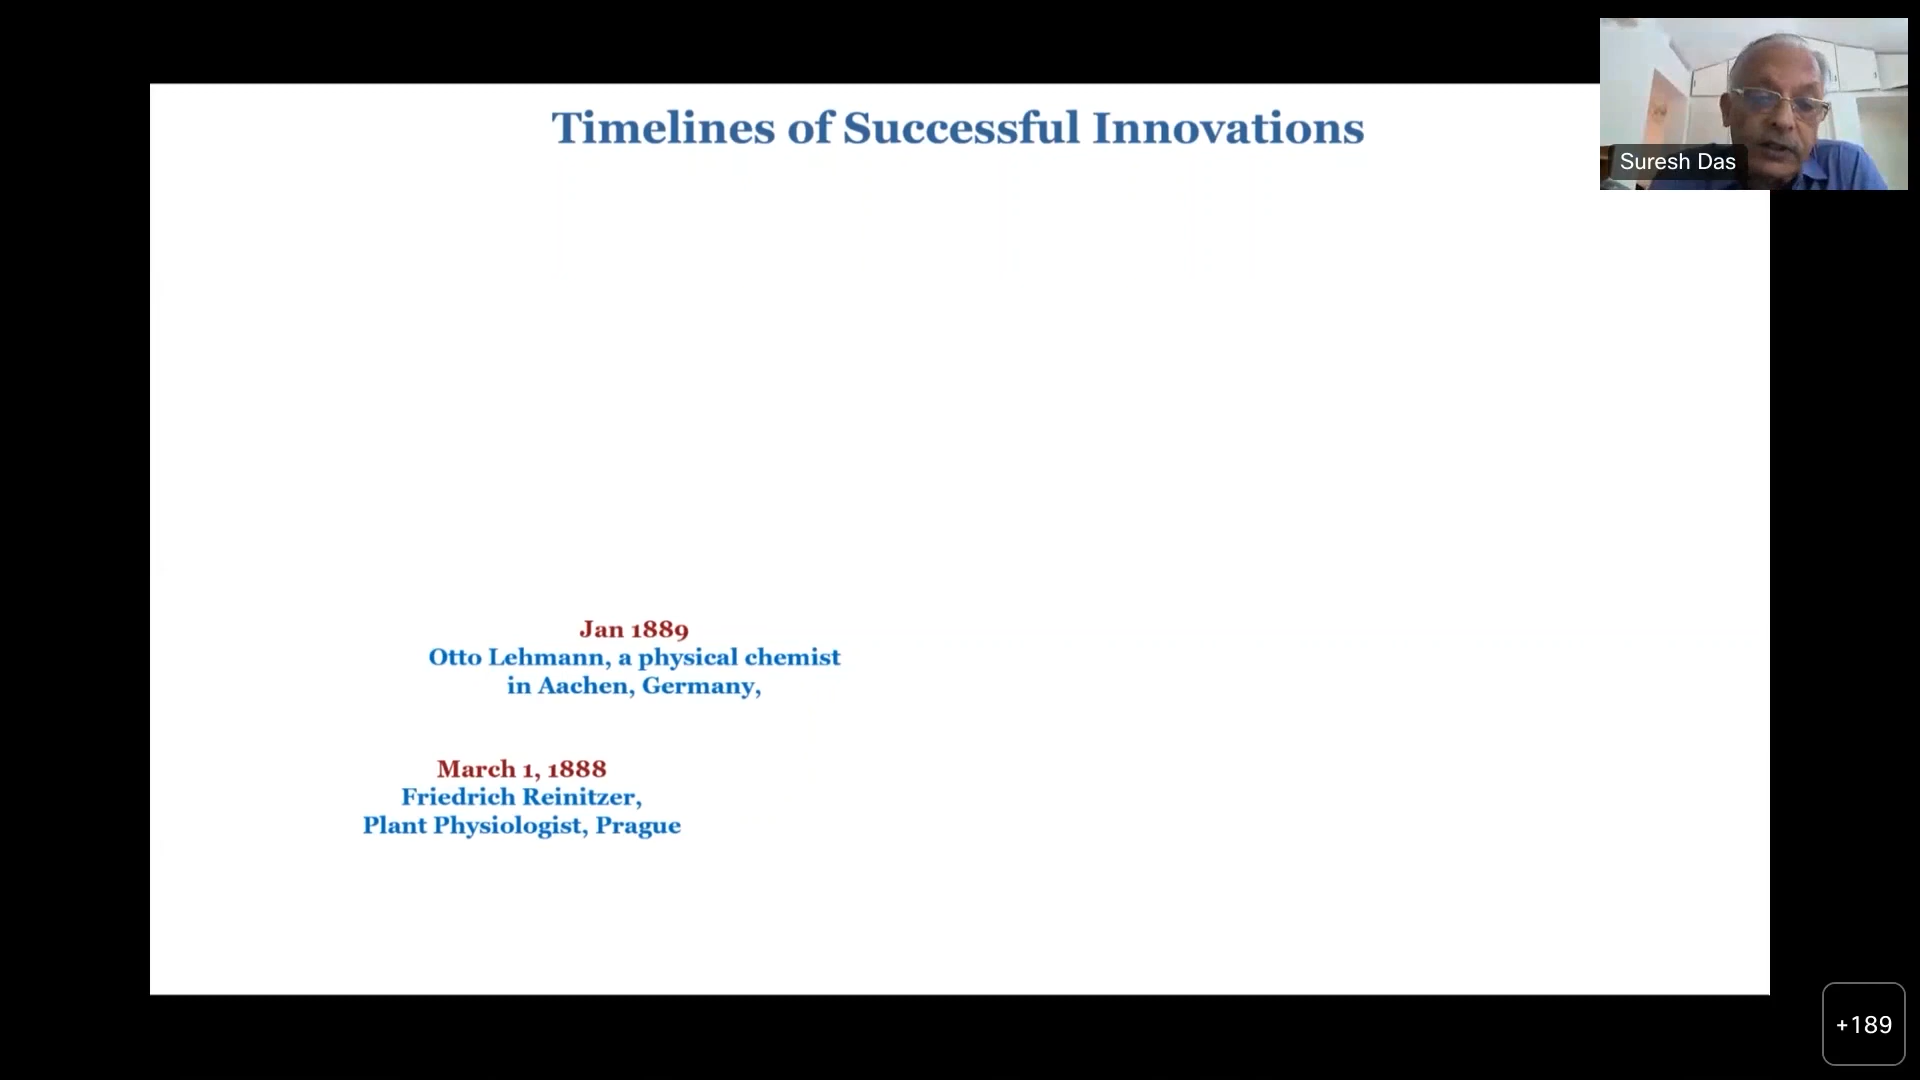 Timelines of Successful Innovations
Suresh Das
Jan 1889
Otto Lehmann, a physical chemist
in Aachen, Germany,
March 1, 1888
Friedrich Reinitzer,
Plant Physiologist, Prague
+189